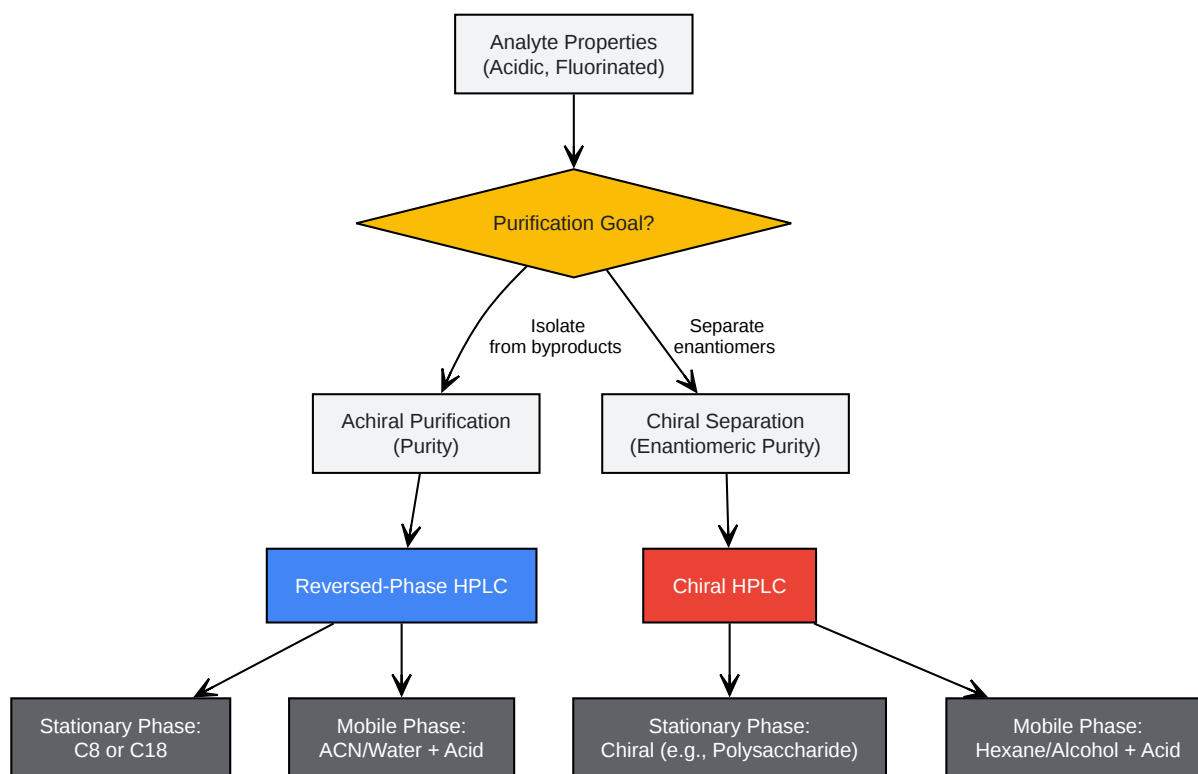 Analyte Properties
(Acidic, Fluorinated)
Purification Goal?
Isolate
from byproducts
Separate
enantiomers
Achiral Purification
(Purity)
Chiral Separation
(Enantiomeric Purity)
Reversed-Phase HPLC
Chiral HPLC
Stationary Phase:
C8 or C18
Mobile Phase:
ACN/Water + Acid
Stationary Phase:
Chiral (e.g., Polysaccharide)
Mobile Phase:
Hexane/Alcohol + Acid